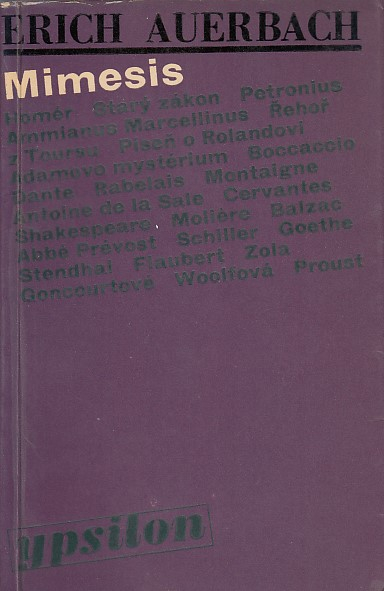 ERICH AUERBACH
Mimesis
Homér Starý zákon Petronius
Ammianus Marcellinus Řehoř
z Toursu Píseň o Rolandovi
Adamovo mystérium Boccaccio
Dante Rabelais Montaigne
Antoine de la Sale Cervantes
Shakespeare Molière Balzac
Abbé Prévost Schiller Goethe
Stendhal Flaubert Zola
Goncourtové Woolfová Proust
ypsilon